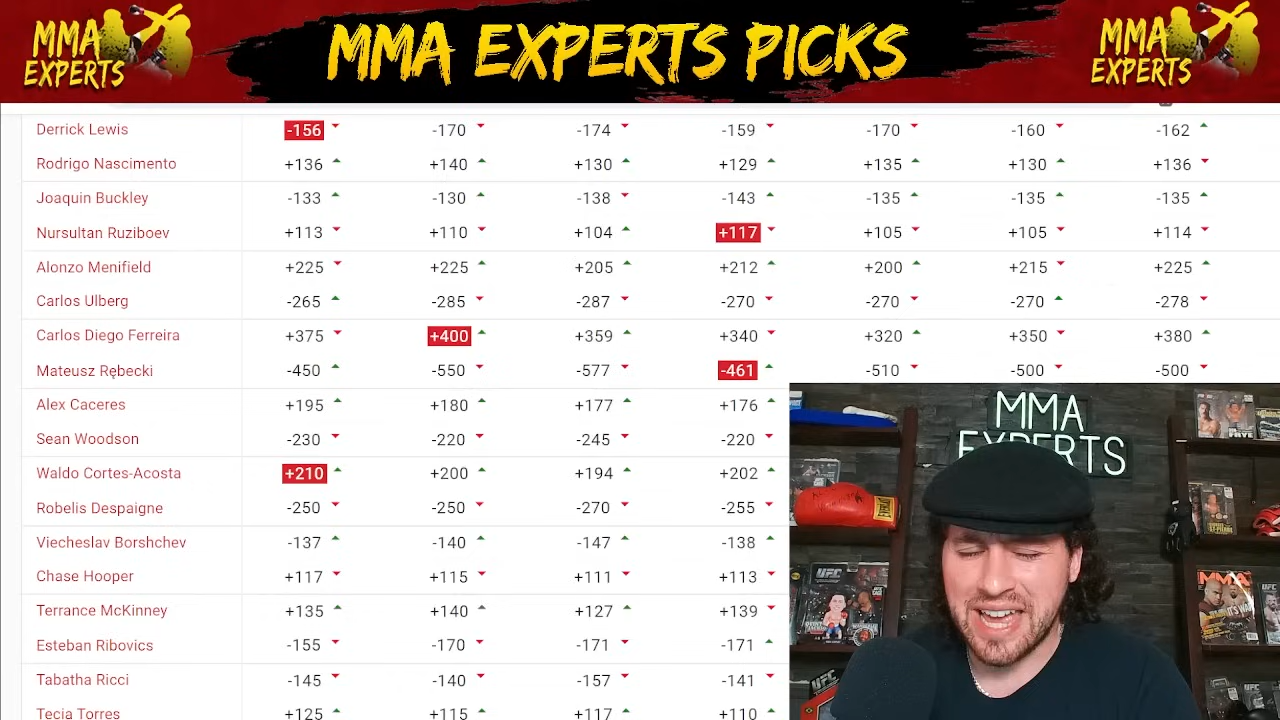 MMA EXPERTS
MMA EXPERTS PICKS
MMA EXPERTS
Derrick Lewis -156 -170 -174 -159 -170 -160 -162
Rodrigo Nascimento +136 +140 +130 +129 +135 +130 +136
Joaquin Buckley -133 -130 -138 -143 -135 -135 -135
Nursultan Ruziboev +113 +110 +104 +117 +105 +105 +114
Alonzo Menifield +225 +225 +205 +212 +200 +215 +225
Carlos Ulberg -265 -285 -287 -270 -270 -270 -278
Carlos Diego Ferreira +375 +400 +359 +340 +320 +350 +380
Mateusz Rębecki -450 -550 -577 -461 -510 -500 -500
Alex Caceres +195 +180 +177 +176
Sean Woodson -230 -220 -245 -220
Waldo Cortes-Acosta +210 +200 +194 +202
Robelis Despaigne -250 -250 -270 -255
Viecheslav Borshchev -137 -140 -147 -138
Chase Hooper +117 +115 +111 +113
Terrance McKinney +135 +140 +127 +139
Esteban Ribovics -155 -170 -171 -171
Tabatha Ricci -145 -140 -157 -141
Tecia Torres +125 +115 +117 +110
MMA
EXPERTS
UFC
MMA